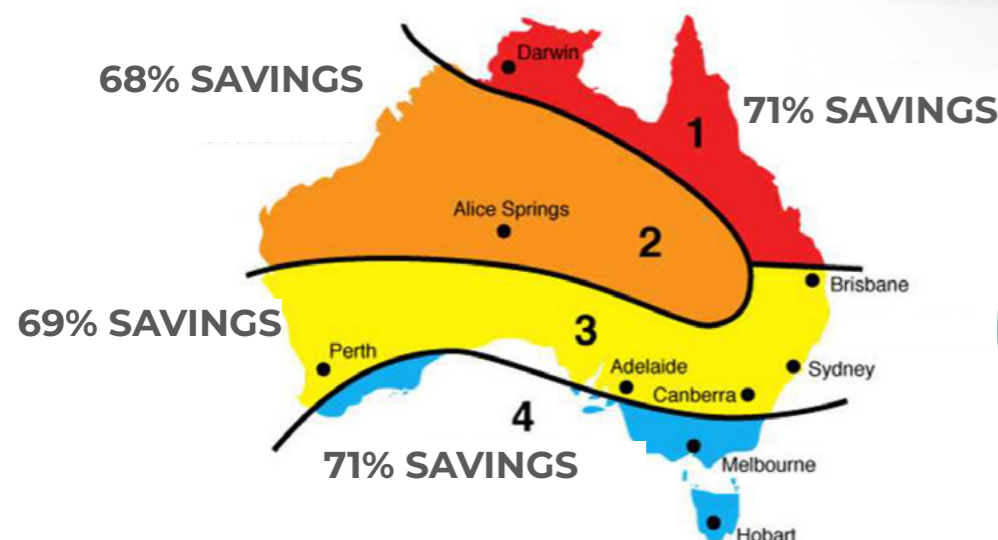 Darwin
68% SAVINGS
71% SAVINGS
1
Alice Springs
2
Brisbane
69% SAVINGS
3
Perth
Adelaide
Sydney
Canberra
4
71% SAVINGS
Melbourne
Hobart